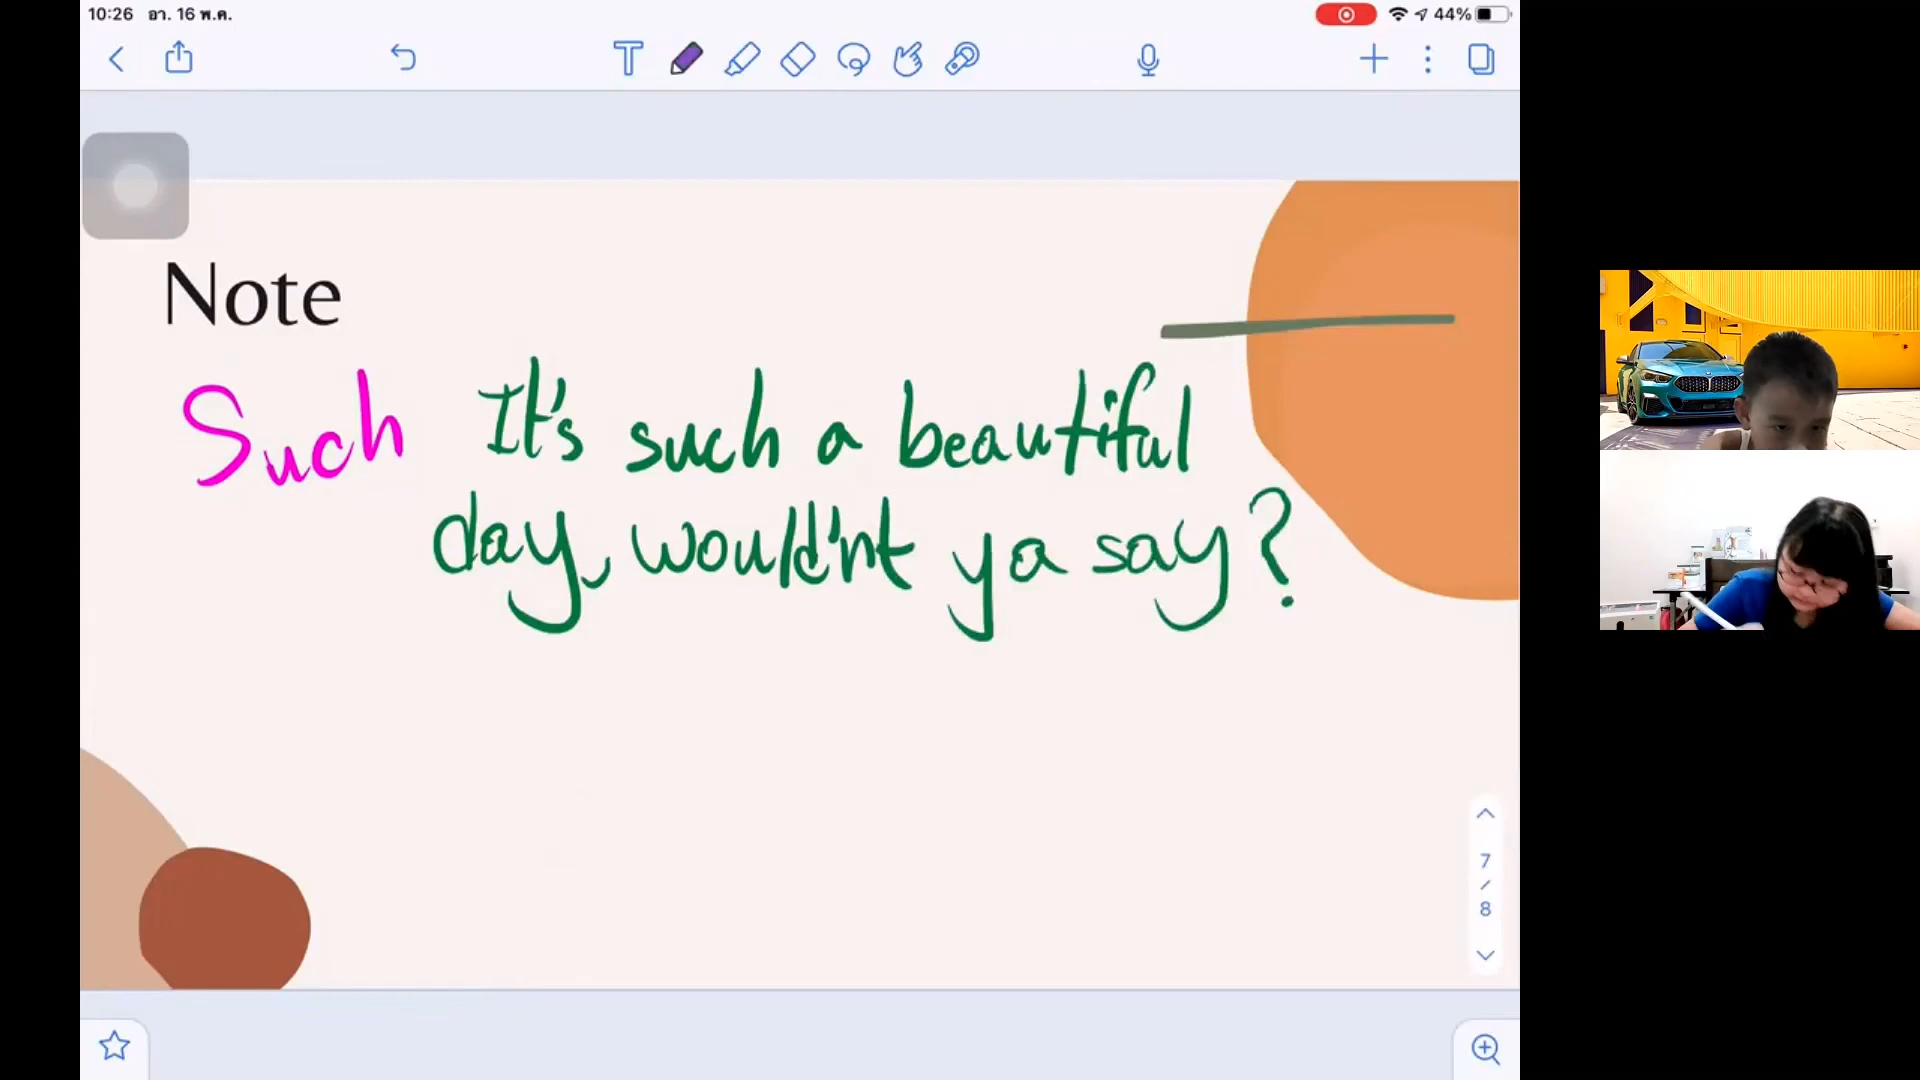 10:26 อา. 16 พ.ค. 44%
Note
Such It's such a beautiful
day, would'nt ya say?
7
/
8